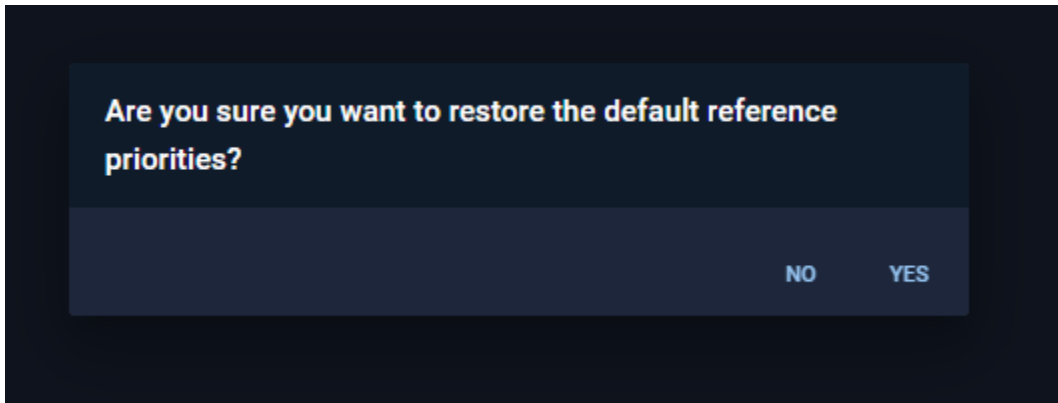 Are you sure you want to restore the default reference
priorities?
NO YES